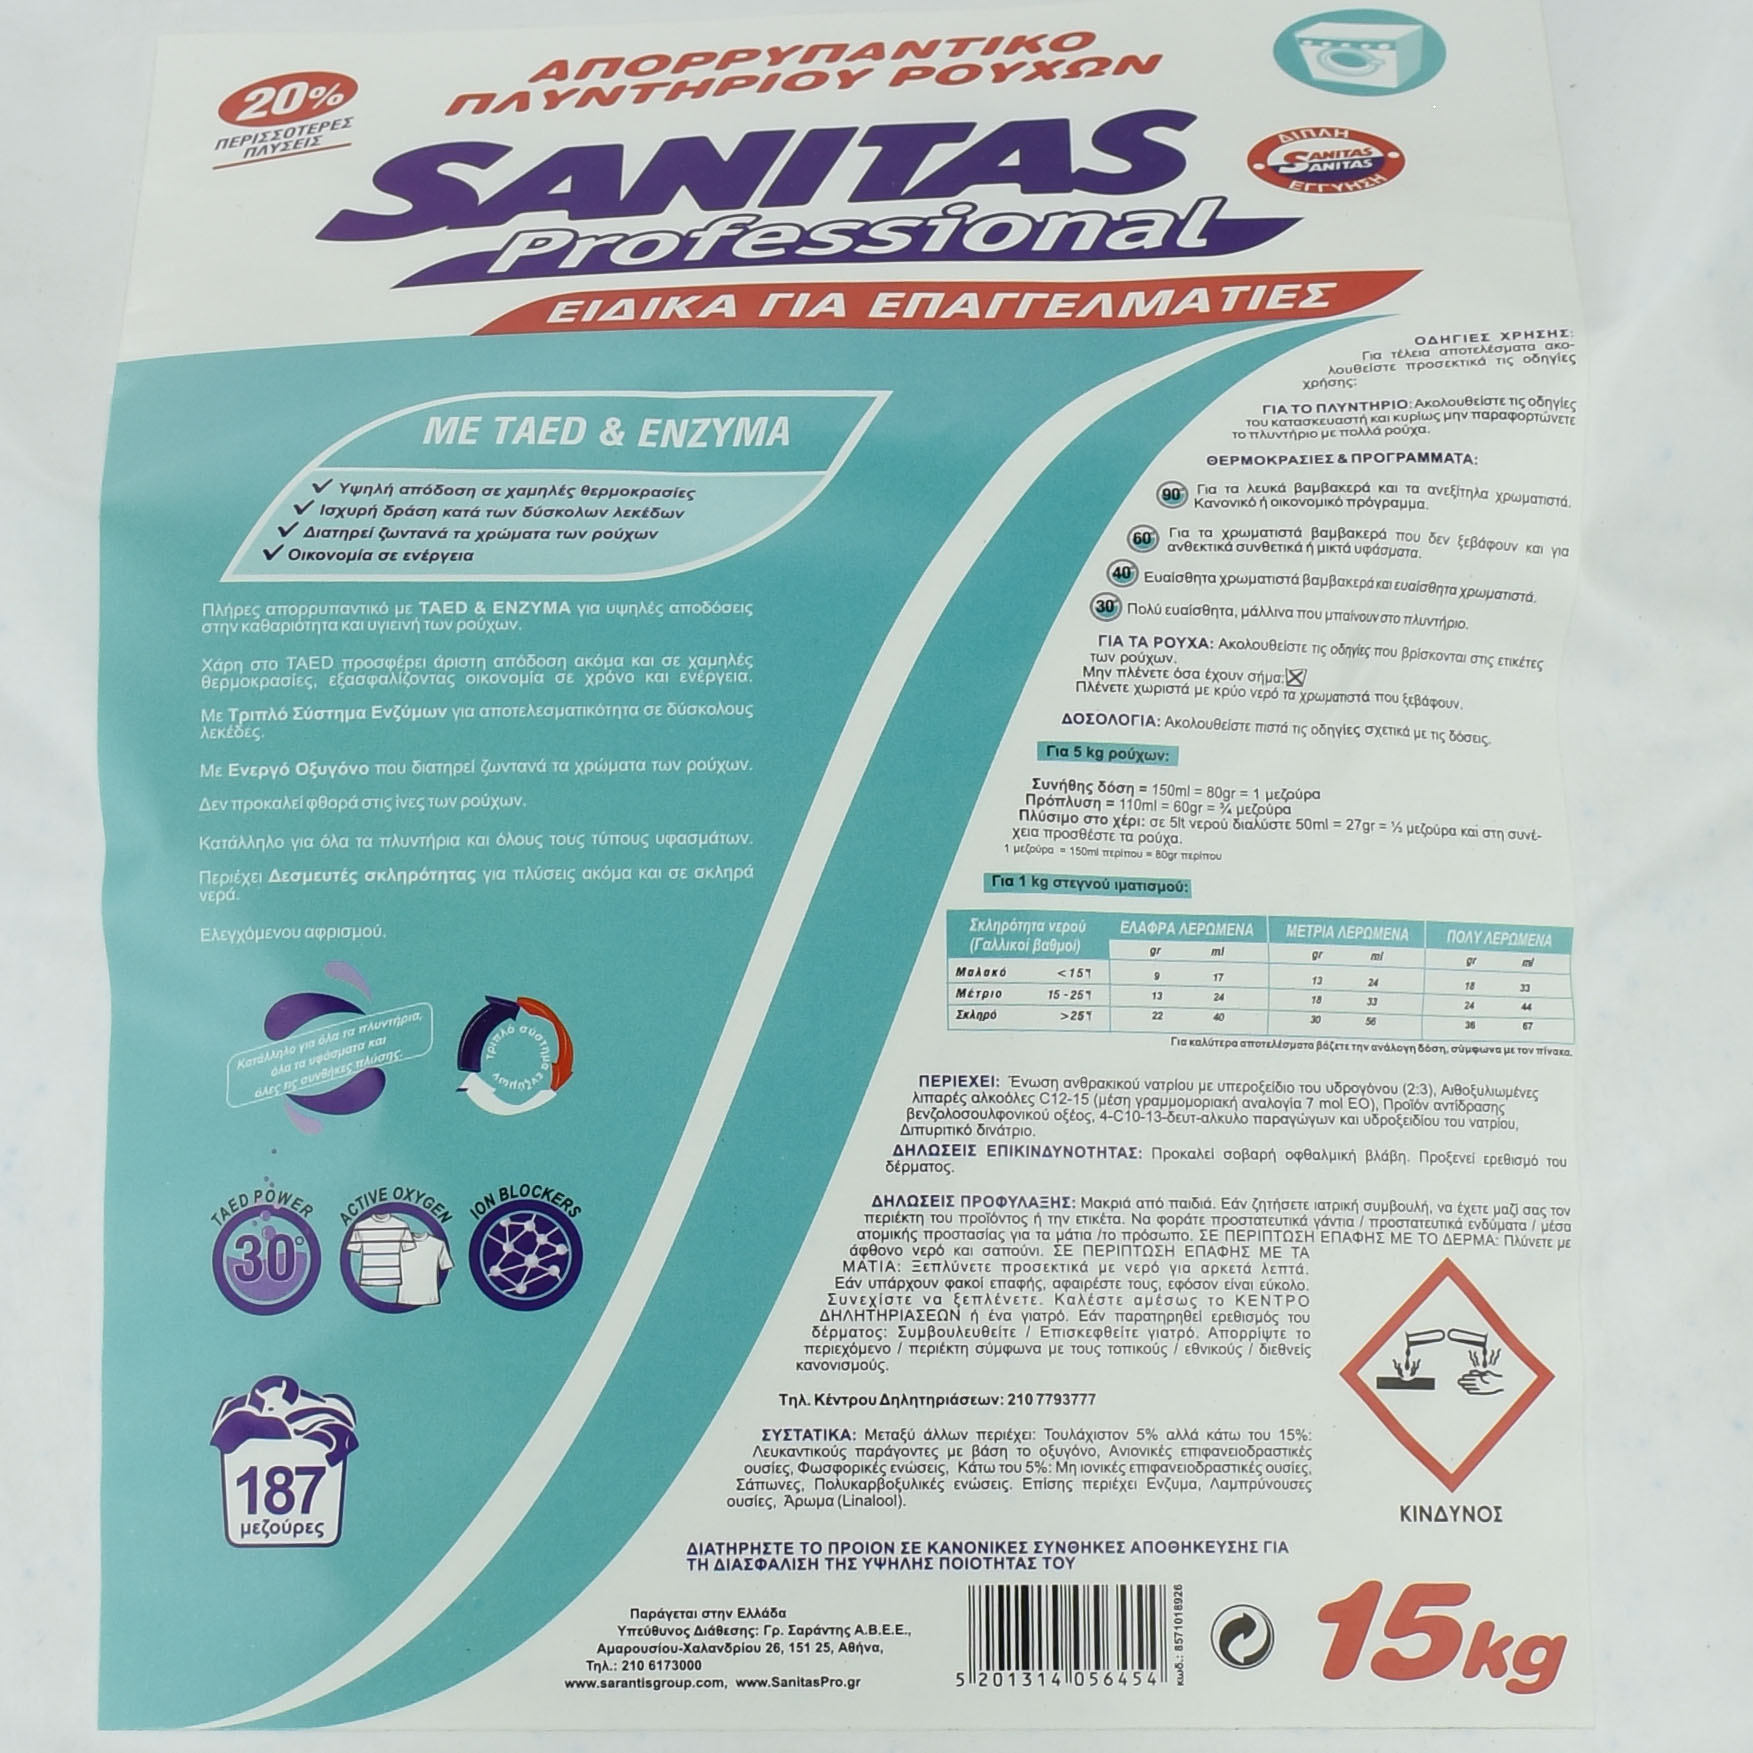 20%
ΠΕΡΙΣΣΟΤΕΡΕΣ
ΠΛΥΣΕΙΣ
ΑΠΟΡΡΥΠΑΝΤΙΚΟ
ΠΛΥΝΤΗΡΙΟΥ ΡΟΥΧΩΝ
SANITAS
Professional
ΕΙΔΙΚΑ ΓΙΑ ΕΠΑΓΓΕΛΜΑΤΙΕΣ
ΔΙΠΛΗ
SANITAS
SANITAS
ΕΓΓΥΗΣΗ
ΜΕ TAED & ΕΝΖΥΜΑ
Υψηλή απόδοση σε χαμηλές θερμοκρασίες
Ισχυρή δράση κατά των δύσκολων λεκέδων
Διατηρεί ζωντανά τα χρώματα των ρούχων
Οικονομία σε ενέργεια
Πλήρες απορρυπαντικό με TAED & ΕΝΖΥΜΑ για υψηλές αποδόσεις
στην καθαριότητα και υγιεινή των ρούχων.
Χάρη στο TAED προσφέρει άριστη απόδοση ακόμα και σε χαμηλές
θερμοκρασίες, εξασφαλίζοντας οικονομία σε χρόνο και ενέργεια.
Με Τριπλό Σύστημα Ενζύμων για αποτελεσματικότητα σε δύσκολους
λεκέδες.
Με Ενεργό Οξυγόνο που διατηρεί ζωντανά τα χρώματα των ρούχων.
Δεν προκαλεί φθορά στις ίνες των ρούχων.
Κατάλληλο για όλα τα πλυντήρια και όλους τους τύπους υφασμάτων.
Περιέχει Δεσμευτές σκληρότητας για πλύσεις ακόμα και σε σκληρά
νερά.
Ελεγχόμενου αφρισμού.
Κατάλληλο για όλα τα πλυντήρια,
όλα τα υφάσματα και
όλες τις συνθήκες πλύσης.
τριπλό σύστημα ενζύμων
TAED POWER
30°
ACTIVE OXYGEN
ION BLOCKERS
187
μεζούρες
ΟΔΗΓΙΕΣ ΧΡΗΣΗΣ:
Για τέλεια αποτελέσματα ακο-
λουθείστε προσεκτικά τις οδηγίες
χρήσης:
ΓΙΑ ΤΟ ΠΛΥΝΤΗΡΙΟ: Ακολουθείστε τις οδηγίες
του κατασκευαστή και κυρίως μην παραφορτώνετε
το πλυντήριο με πολλά ρούχα.
ΘΕΡΜΟΚΡΑΣΙΕΣ & ΠΡΟΓΡΑΜΜΑΤΑ:
90° Για τα λευκά βαμβακερά και τα ανεξίτηλα χρωματιστά.
Κανονικό ή οικονομικό πρόγραμμα.
60° Για τα χρωματιστά βαμβακερά που δεν ξεβάφουν και για
ανθεκτικά συνθετικά ή μικτά υφάσματα.
40° Ευαίσθητα χρωματιστά βαμβακερά και ευαίσθητα χρωματιστά.
30° Πολύ ευαίσθητα, μάλλινα που μπαίνουν στο πλυντήριο.
ΓΙΑ ΤΑ ΡΟΥΧΑ: Ακολουθείστε τις οδηγίες που βρίσκονται στις ετικέτες
των ρούχων.
Μην πλένετε όσα έχουν σήμα:
Πλένετε χωριστά με κρύο νερό τα χρωματιστά που ξεβάφουν.
ΔΟΣΟΛΟΓΙΑ: Ακολουθείστε πιστά τις οδηγίες σχετικά με τις δόσεις.
Για 5 kg ρούχων:
Συνήθης δόση = 150ml = 80gr = 1 μεζούρα
Πρόπλυση = 110ml = 60gr = ¾ μεζούρα
Πλύσιμο στο χέρι: σε 5lt νερού διαλύστε 50ml = 27gr = ⅓ μεζούρα και στη συνέ-
χεια προσθέστε τα ρούχα.
1 μεζούρα = 150ml περίπου = 80gr περίπου
Για 1 kg στεγνού ιματισμού:
Σκληρότητα νερού ΕΛΑΦΡΑ ΛΕΡΩΜΕΝΑ ΜΕΤΡΙΑ ΛΕΡΩΜΕΝΑ ΠΟΛΥ ΛΕΡΩΜΕΝΑ
(Γαλλικοί βαθμοί) gr ml gr ml gr ml
Μαλακό <15 9 17 13 24 18 33
Μέτριο 15 - 25 13 24 18 33 24 44
Σκληρό >25 22 40 30 56 36 67
Για καλύτερα αποτελέσματα βάζετε την ανάλογη δόση, σύμφωνα με τον πίνακα.
ΠΕΡΙΕΧΕΙ: Ένωση ανθρακικού νατρίου με υπεροξείδιο του υδρογόνου (2:3), Αιθοξυλιωμένες
λιπαρές αλκοόλες C12-15 (μέση γραμμομοριακή αναλογία 7 mol EO), Προϊόν αντίδρασης
βενζολοσουλφονικού οξέος, 4-C10-13-δευτ-αλκυλο παραγώγων και υδροξειδίου του νατρίου,
Διπυριτικό δινάτριο.
ΔΗΛΩΣΕΙΣ ΕΠΙΚΙΝΔΥΝΟΤΗΤΑΣ: Προκαλεί σοβαρή οφθαλμική βλάβη. Προξενεί ερεθισμό του
δέρματος.
ΔΗΛΩΣΕΙΣ ΠΡΟΦΥΛΑΞΗΣ: Μακριά από παιδιά. Εάν ζητήσετε ιατρική συμβουλή, να έχετε μαζί σας τον
περιέκτη του προϊόντος ή την ετικέτα. Να φοράτε προστατευτικά γάντια / προστατευτικά ενδύματα / μέσα
ατομικής προστασίας για τα μάτια /το πρόσωπο. ΣΕ ΠΕΡΙΠΤΩΣΗ ΕΠΑΦΗΣ ΜΕ ΤΟ ΔΕΡΜΑ: Πλύνετε με
άφθονο νερό και σαπούνι. ΣΕ ΠΕΡΙΠΤΩΣΗ ΕΠΑΦΗΣ ΜΕ ΤΑ
ΜΑΤΙΑ: Ξεπλύνετε προσεκτικά με νερό για αρκετά λεπτά.
Εάν υπάρχουν φακοί επαφής, αφαιρέστε τους, εφόσον είναι εύκολο.
Συνεχίστε να ξεπλένετε. Καλέστε αμέσως το ΚΕΝΤΡΟ
ΔΗΛΗΤΗΡΙΑΣΕΩΝ ή ένα γιατρό. Εάν παρατηρηθεί ερεθισμός του
δέρματος: Συμβουλευθείτε / Επισκεφθείτε γιατρό. Απορρίψτε το
περιεχόμενο / περιέκτη σύμφωνα με τους τοπικούς / εθνικούς / διεθνείς
κανονισμούς.
Τηλ. Κέντρου Δηλητηριάσεων: 210 7793777
ΣΥΣΤΑΤΙΚΑ: Μεταξύ άλλων περιέχει: Τουλάχιστον 5% αλλά κάτω του 15%:
Λευκαντικούς παράγοντες με βάση το οξυγόνο, Ανιονικές επιφανειοδραστικές
ουσίες, Φωσφορικές ενώσεις, Κάτω του 5%: Μη ιονικές επιφανειοδραστικές ουσίες,
Σάπωνες, Πολυκαρβοξυλικές ενώσεις. Επίσης περιέχει Ενζυμα, Λαμπρύνουσες
ουσίες, Άρωμα (Linalool).
ΚΙΝΔΥΝΟΣ
ΔΙΑΤΗΡΗΣΤΕ ΤΟ ΠΡΟΙΟΝ ΣΕ ΚΑΝΟΝΙΚΕΣ ΣΥΝΘΗΚΕΣ ΑΠΟΘΗΚΕΥΣΗΣ ΓΙΑ
ΤΗ ΔΙΑΣΦΑΛΙΣΗ ΤΗΣ ΥΨΗΛΗΣ ΠΟΙΟΤΗΤΑΣ ΤΟΥ
Παράγεται στην Ελλάδα
Υπεύθυνος Διάθεσης: Γρ. Σαράντης Α.Β.Ε.Ε.,
Αμαρουσίου-Χαλανδρίου 26, 151 25, Αθήνα,
Τηλ.: 210 6173000
www.sarantisgroup.com, www.SanitasPro.gr
5 201314 056454
κωδ.: 8571018926
15kg